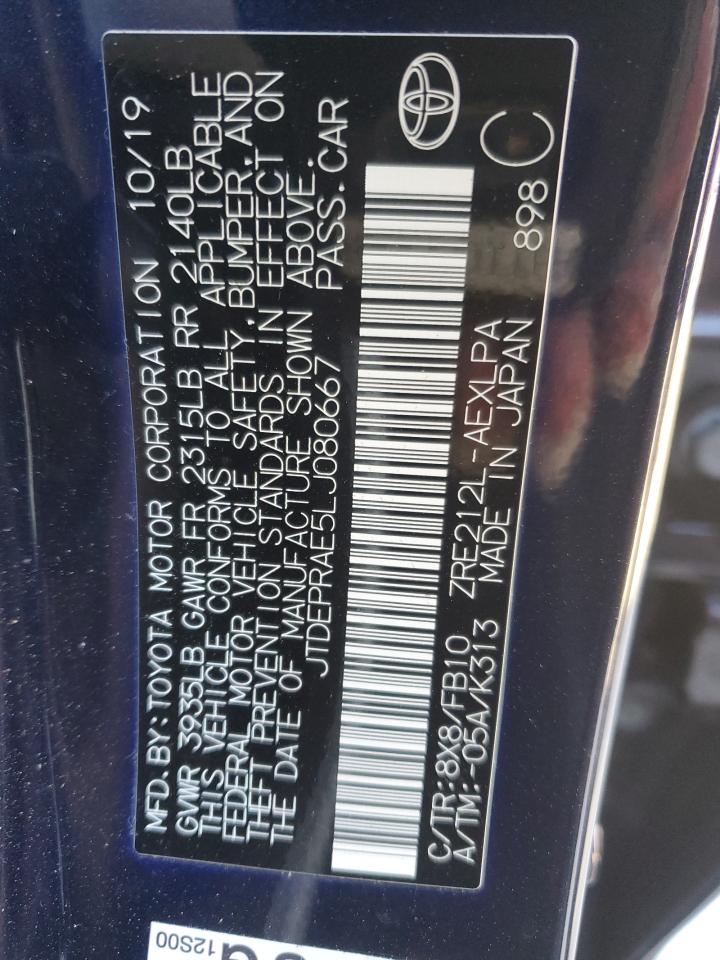 MFD.BY:TOYOTA MOTOR CORPORATION 10/19
GVWR 3935LB GAWR FR 2315LB RR 2140LB
THIS VEHICLE CONFORMS TO ALL APPLICABLE
FEDERAL MOTOR VEHICLE SAFETY,BUMPER,AND
THEFT PREVENTION STANDARDS IN EFFECT ON
THE DATE OF MANUFACTURE SHOWN ABOVE.
JTDEPRAE5LJ080667 PASS.CAR
C/TR:8X8/FB10 ZRE212L-AEXLPA 898 C
A/TM:-05A/K313 MADE IN JAPAN
12S00